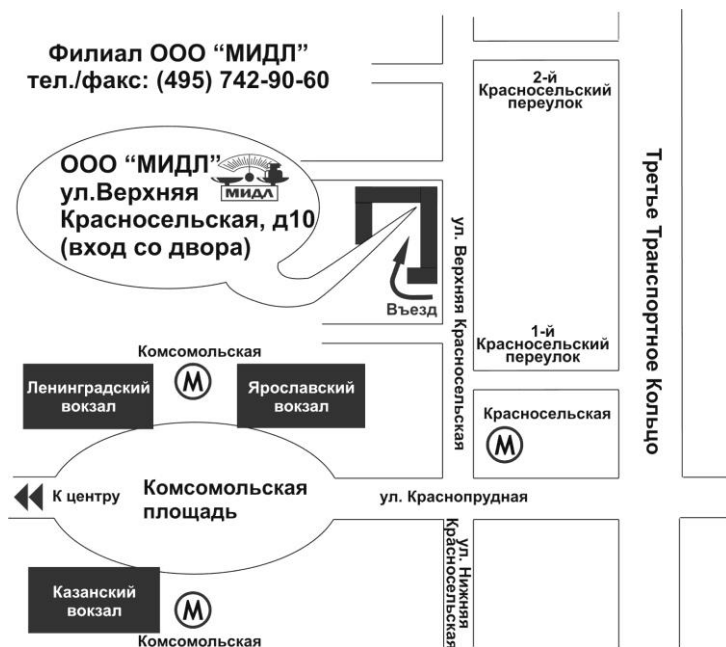 Филиал ООО “МИДЛ”
тел./факс: (495) 742-90-60
ООО “МИДЛ”
ул.Верхняя
Красносельская, д10
(вход со двора)
МИДЛ
2-й
Красносельский
переулок
Третье Транспортное Кольцо
ул. Верхняя Красносельская
Въезд
1-й
Красносельский
переулок
Комсомольская
М
Ленинградский
вокзал
Ярославский
вокзал
Красносельская
М
К центру
Комсомольская
площадь
ул. Краснопрудная
ул. Нижняя
Красносельская
Казанский
вокзал
М
Комсомольская